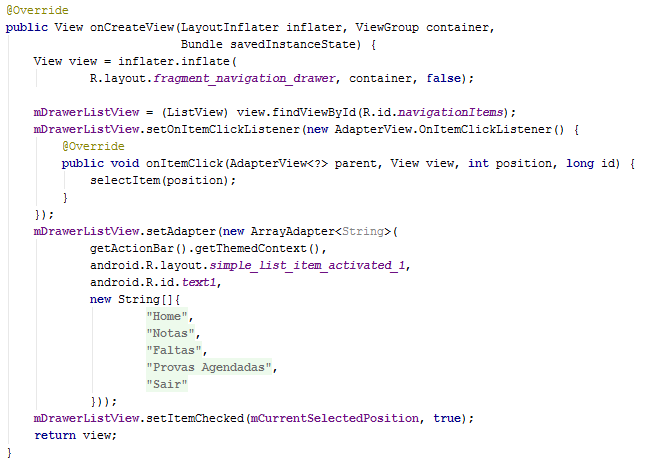 @Override
public View onCreateView(LayoutInflater inflater, ViewGroup container,
                         Bundle savedInstanceState) {
    View view = inflater.inflate(
            R.layout.fragment_navigation_drawer, container, false);

    mDrawerListView = (ListView) view.findViewById(R.id.navigationItems);
    mDrawerListView.setOnItemClickListener(new AdapterView.OnItemClickListener() {
        @Override
        public void onItemClick(AdapterView<?> parent, View view, int position, long id) {
            selectItem(position);
        }
    });
    mDrawerListView.setAdapter(new ArrayAdapter<String>(
            getActionBar().getThemedContext(),
            android.R.layout.simple_list_item_activated_1,
            android.R.id.text1,
            new String[]{
                    "Home",
                    "Notas",
                    "Faltas",
                    "Provas Agendadas",
                    "Sair"
            }));
    mDrawerListView.setItemChecked(mCurrentSelectedPosition, true);
    return view;
}